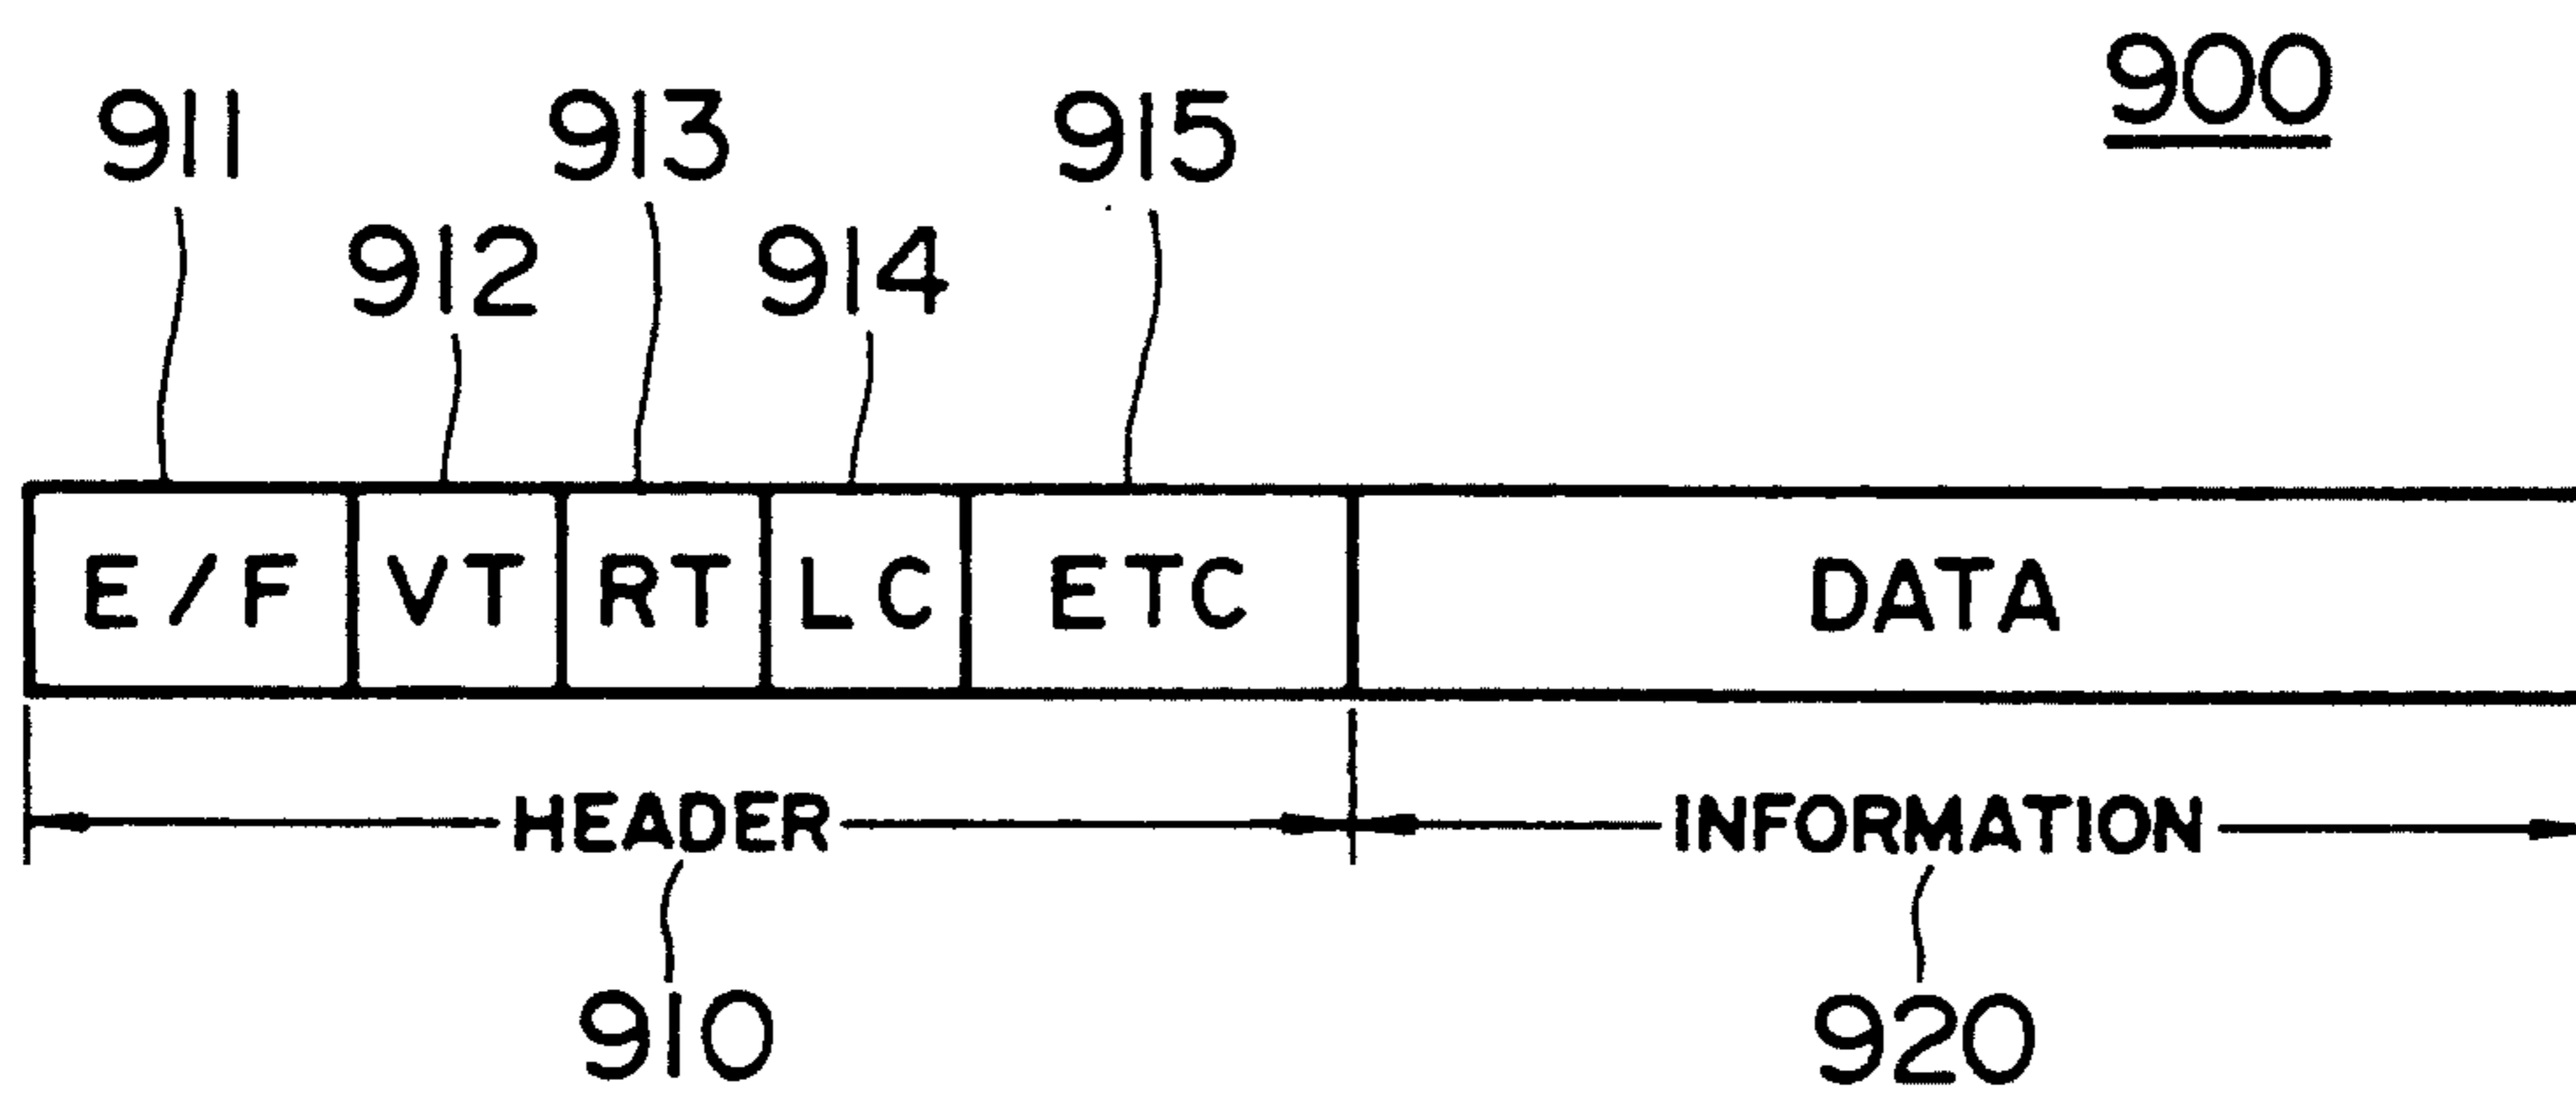 900
911 913 915
912 914
E/F VT RT LC ETC DATA
HEADER INFORMATION
910 920